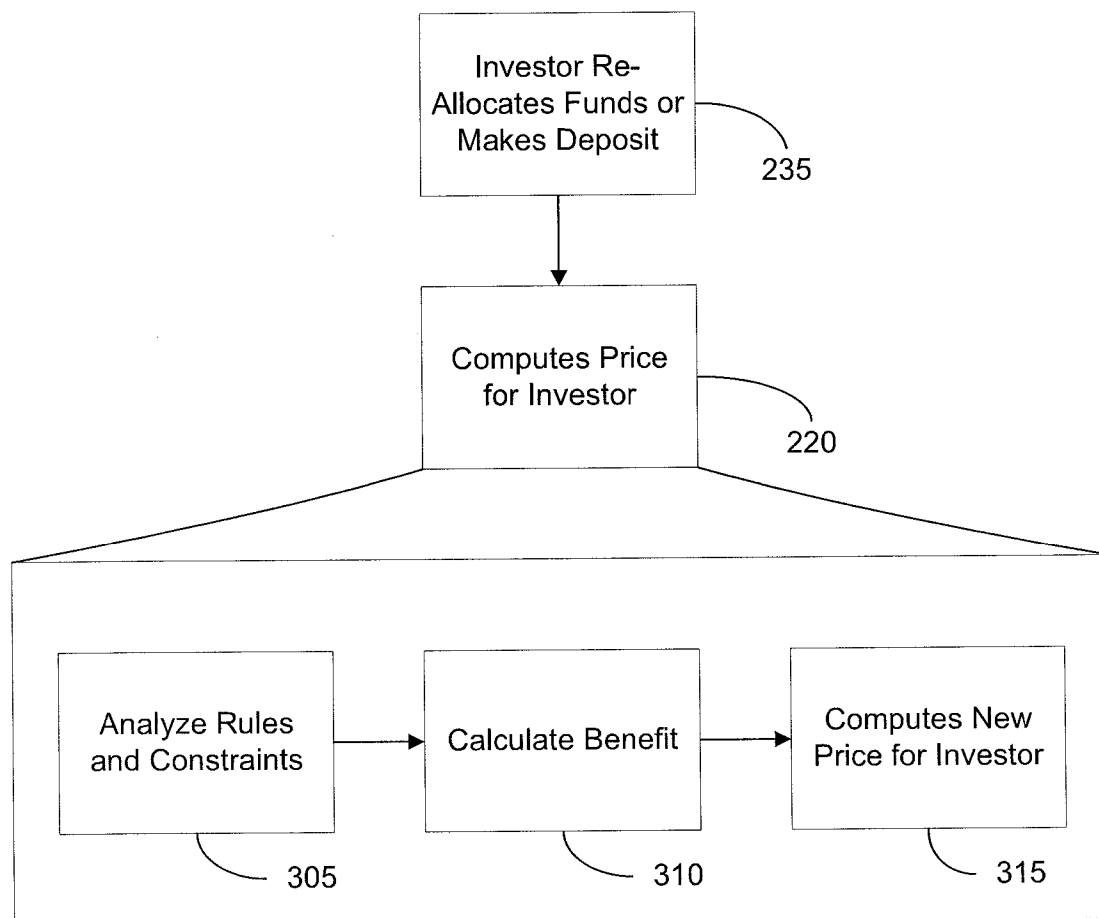 Investor Re-
Allocates Funds or
Makes Deposit
235
Computes Price
for Investor
220
Analyze Rules
and Constraints
305
Calculate Benefit
310
Computes New
Price for Investor
315